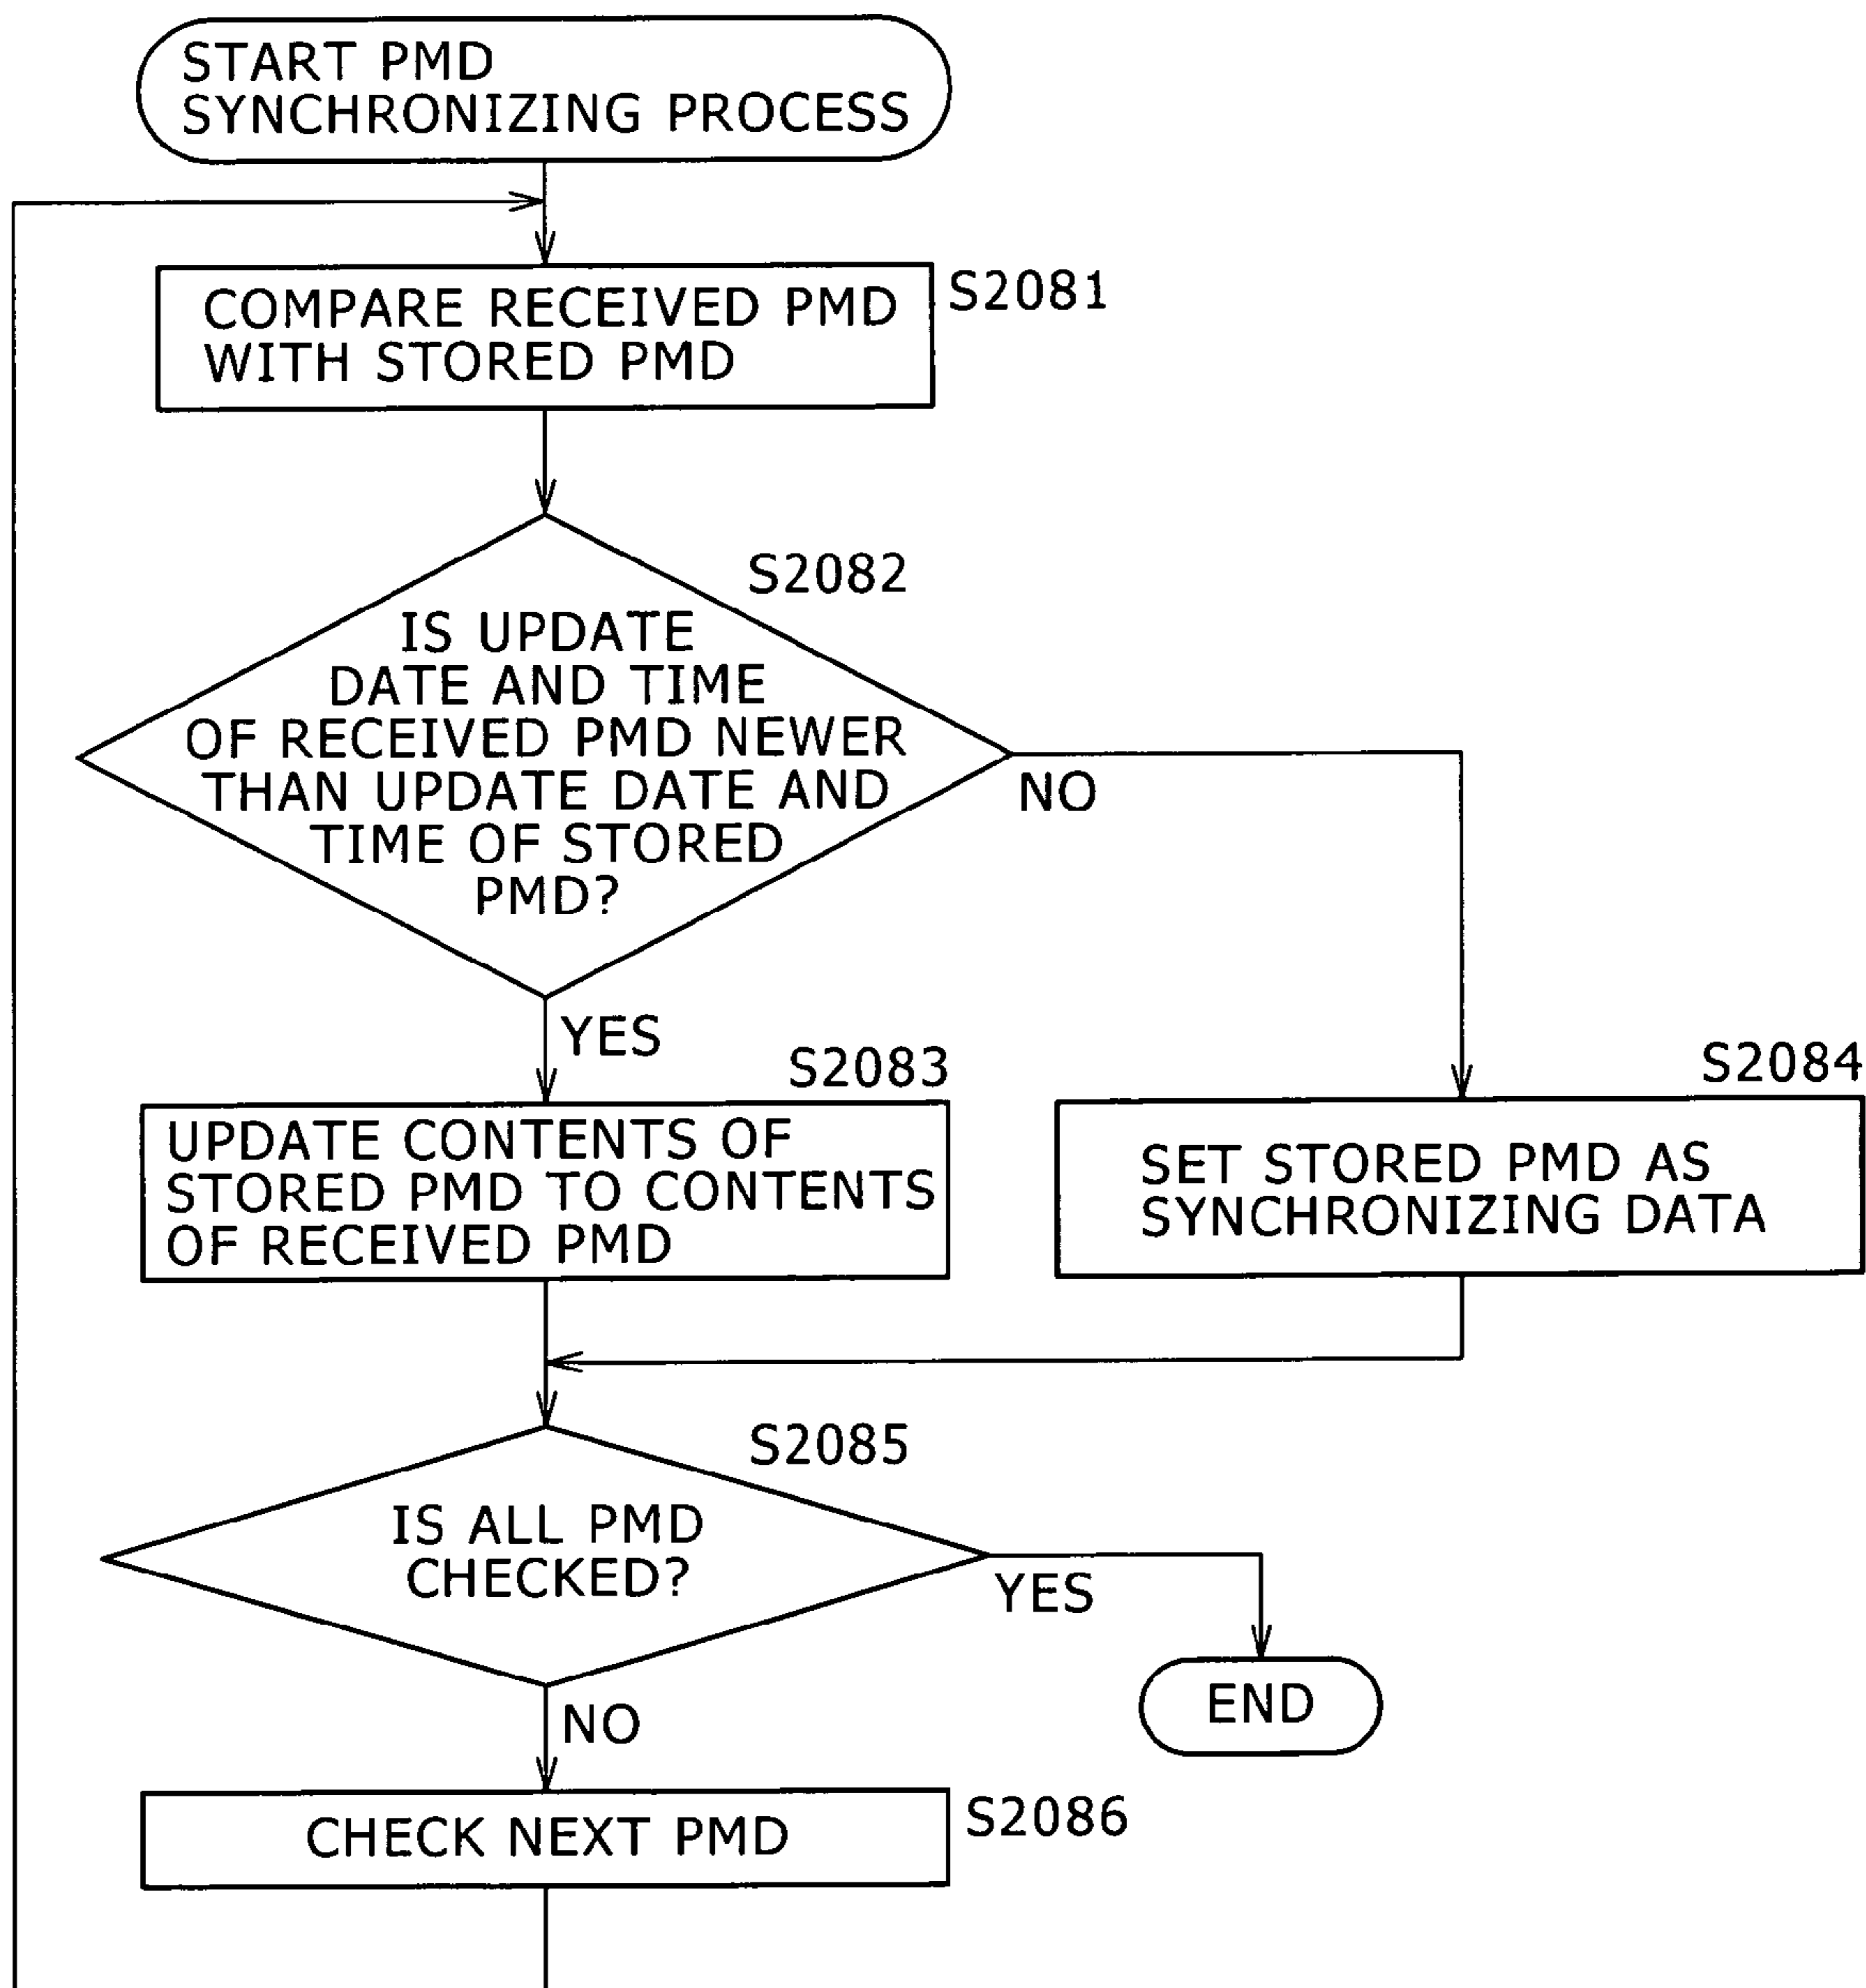 START PMD
SYNCHRONIZING PROCESS
COMPARE RECEIVED PMD
WITH STORED PMD
S2081
S2082
IS UPDATE
DATE AND TIME
OF RECEIVED PMD NEWER
THAN UPDATE DATE AND
TIME OF STORED
PMD?
NO
YES
S2083
UPDATE CONTENTS OF
STORED PMD TO CONTENTS
OF RECEIVED PMD
S2084
SET STORED PMD AS
SYNCHRONIZING DATA
S2085
IS ALL PMD
CHECKED?
YES
END
NO
CHECK NEXT PMD
S2086